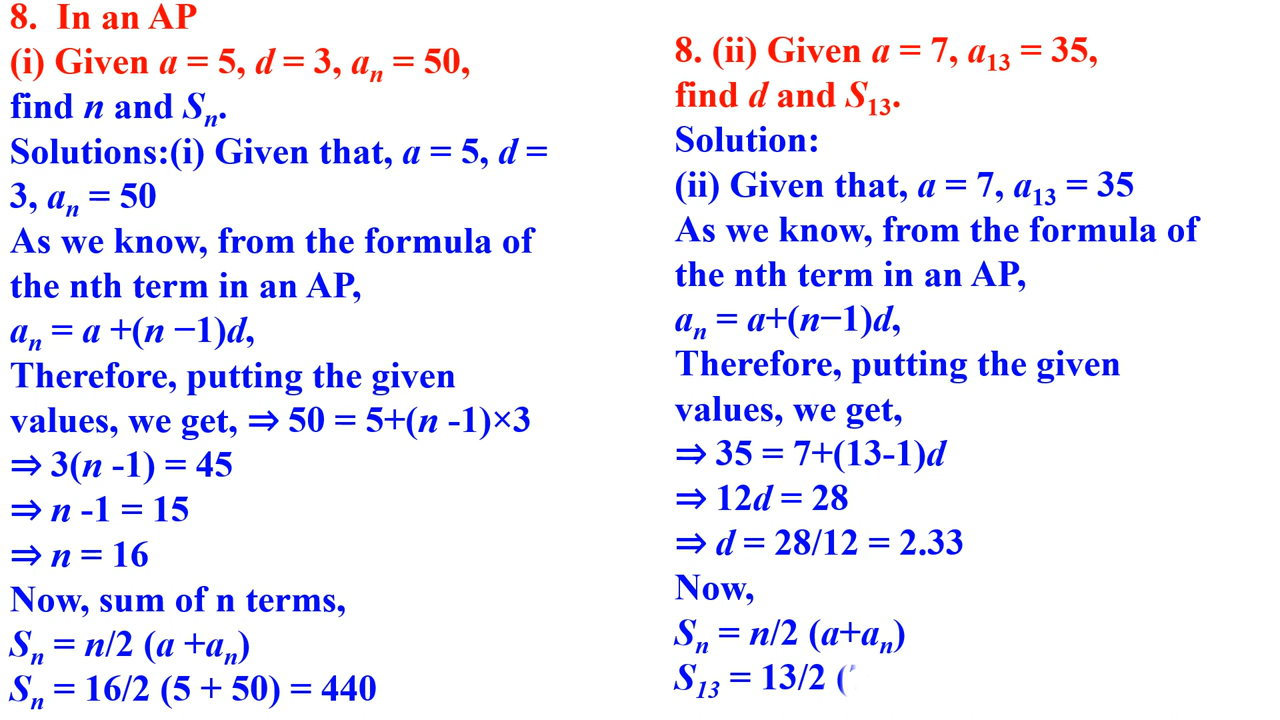 8. In an AP
(i) Given a = 5, d = 3, aₙ = 50,
find n and Sₙ.
Solutions:(i) Given that, a = 5, d =
3, aₙ = 50
As we know, from the formula of
the nth term in an AP,
aₙ = a +(n −1)d,
Therefore, putting the given
values, we get, ⇒ 50 = 5+(n -1)×3
⇒ 3(n -1) = 45
⇒ n -1 = 15
⇒ n = 16
Now, sum of n terms,
Sₙ = n/2 (a +aₙ)
Sₙ = 16/2 (5 + 50) = 440
8. (ii) Given a = 7, a₁₃ = 35,
find d and S₁₃.
Solution:
(ii) Given that, a = 7, a₁₃ = 35
As we know, from the formula of
the nth term in an AP,
aₙ = a+(n−1)d,
Therefore, putting the given
values, we get,
⇒ 35 = 7+(13-1)d
⇒ 12d = 28
⇒ d = 28/12 = 2.33
Now,
Sₙ = n/2 (a+aₙ)
S₁₃ = 13/2 (